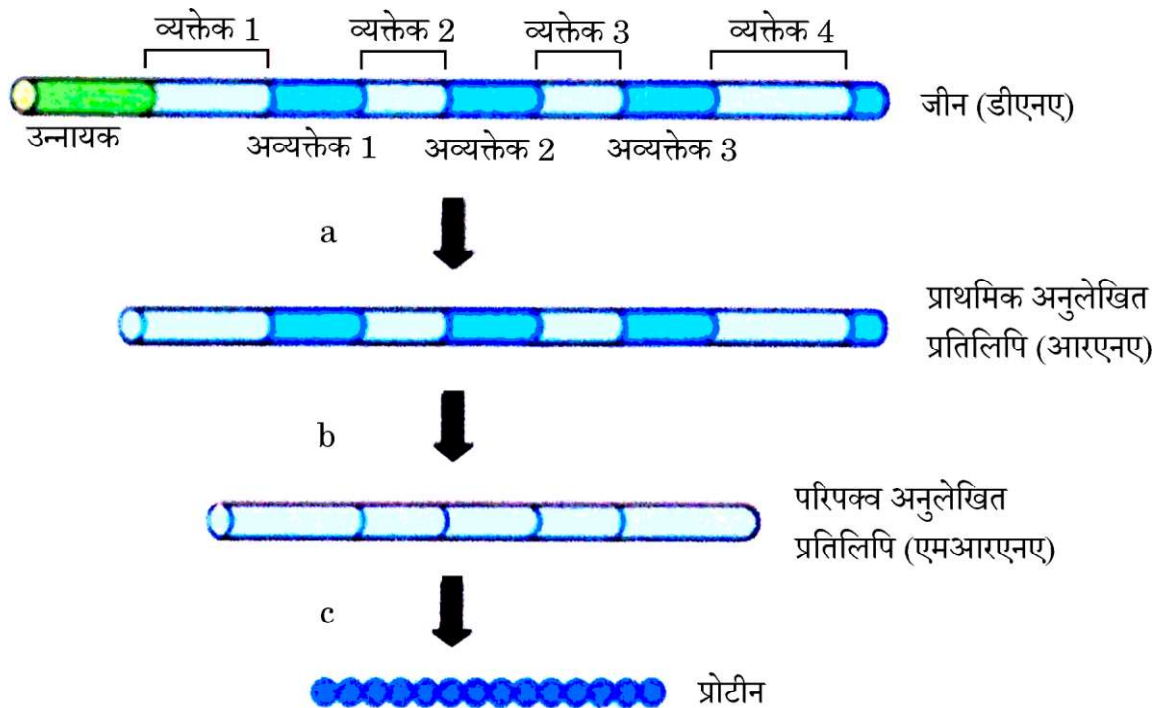 व्यक्तेक 1 व्यक्तेक 2 व्यक्तेक 3 व्यक्तेक 4
जीन (डीएनए)
उन्नायक अव्यक्तेक 1 अव्यक्तेक 2 अव्यक्तेक 3
a
प्राथमिक अनुलेखित
प्रतिलिपि (आरएनए)
b
परिपक्व अनुलेखित
प्रतिलिपि (एमआरएनए)
c
प्रोटीन